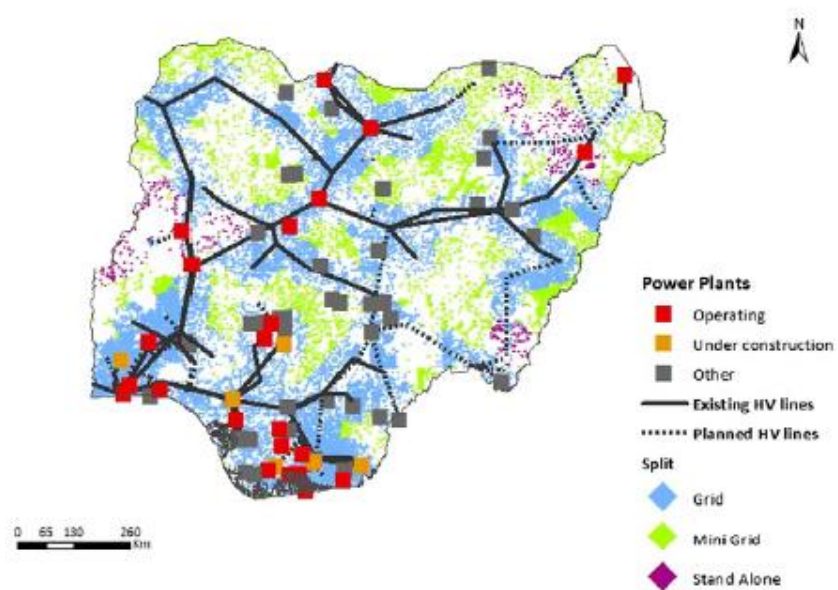 N
Power Plants
Operating
Under construction
Other
Existing HV lines
Planned HV lines
Split
Grid
Mini Grid
Stand Alone
0 65 130 260
Km